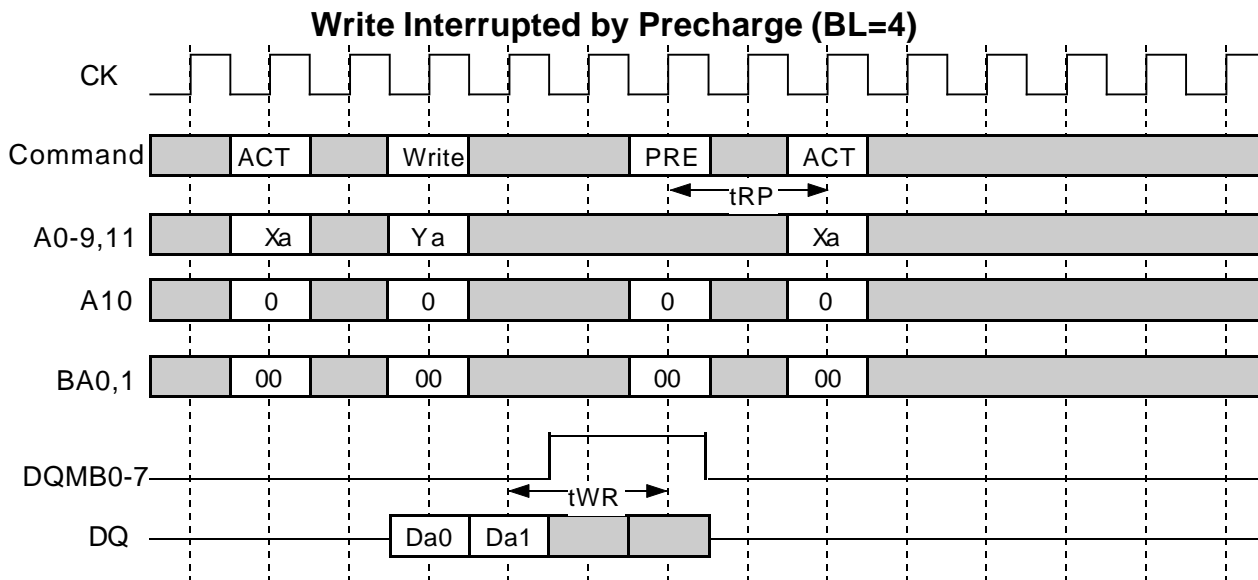 Write Interrupted by Precharge (BL=4)
CK
Command ACT Write PRE ACT
tRP
A0-9,11 Xa Ya Xa
A10 0 0 0 0
BA0,1 00 00 00 00
DQMB0-7
tWR
DQ Da0 Da1